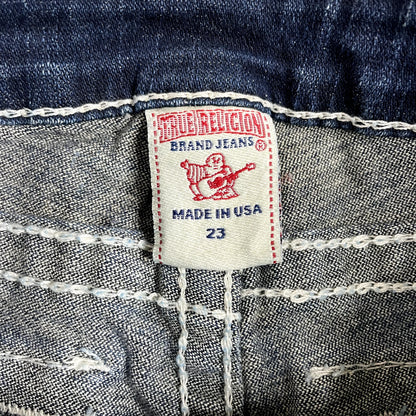 TRUE RELIGION
BRAND JEANS®
MADE IN USA
23